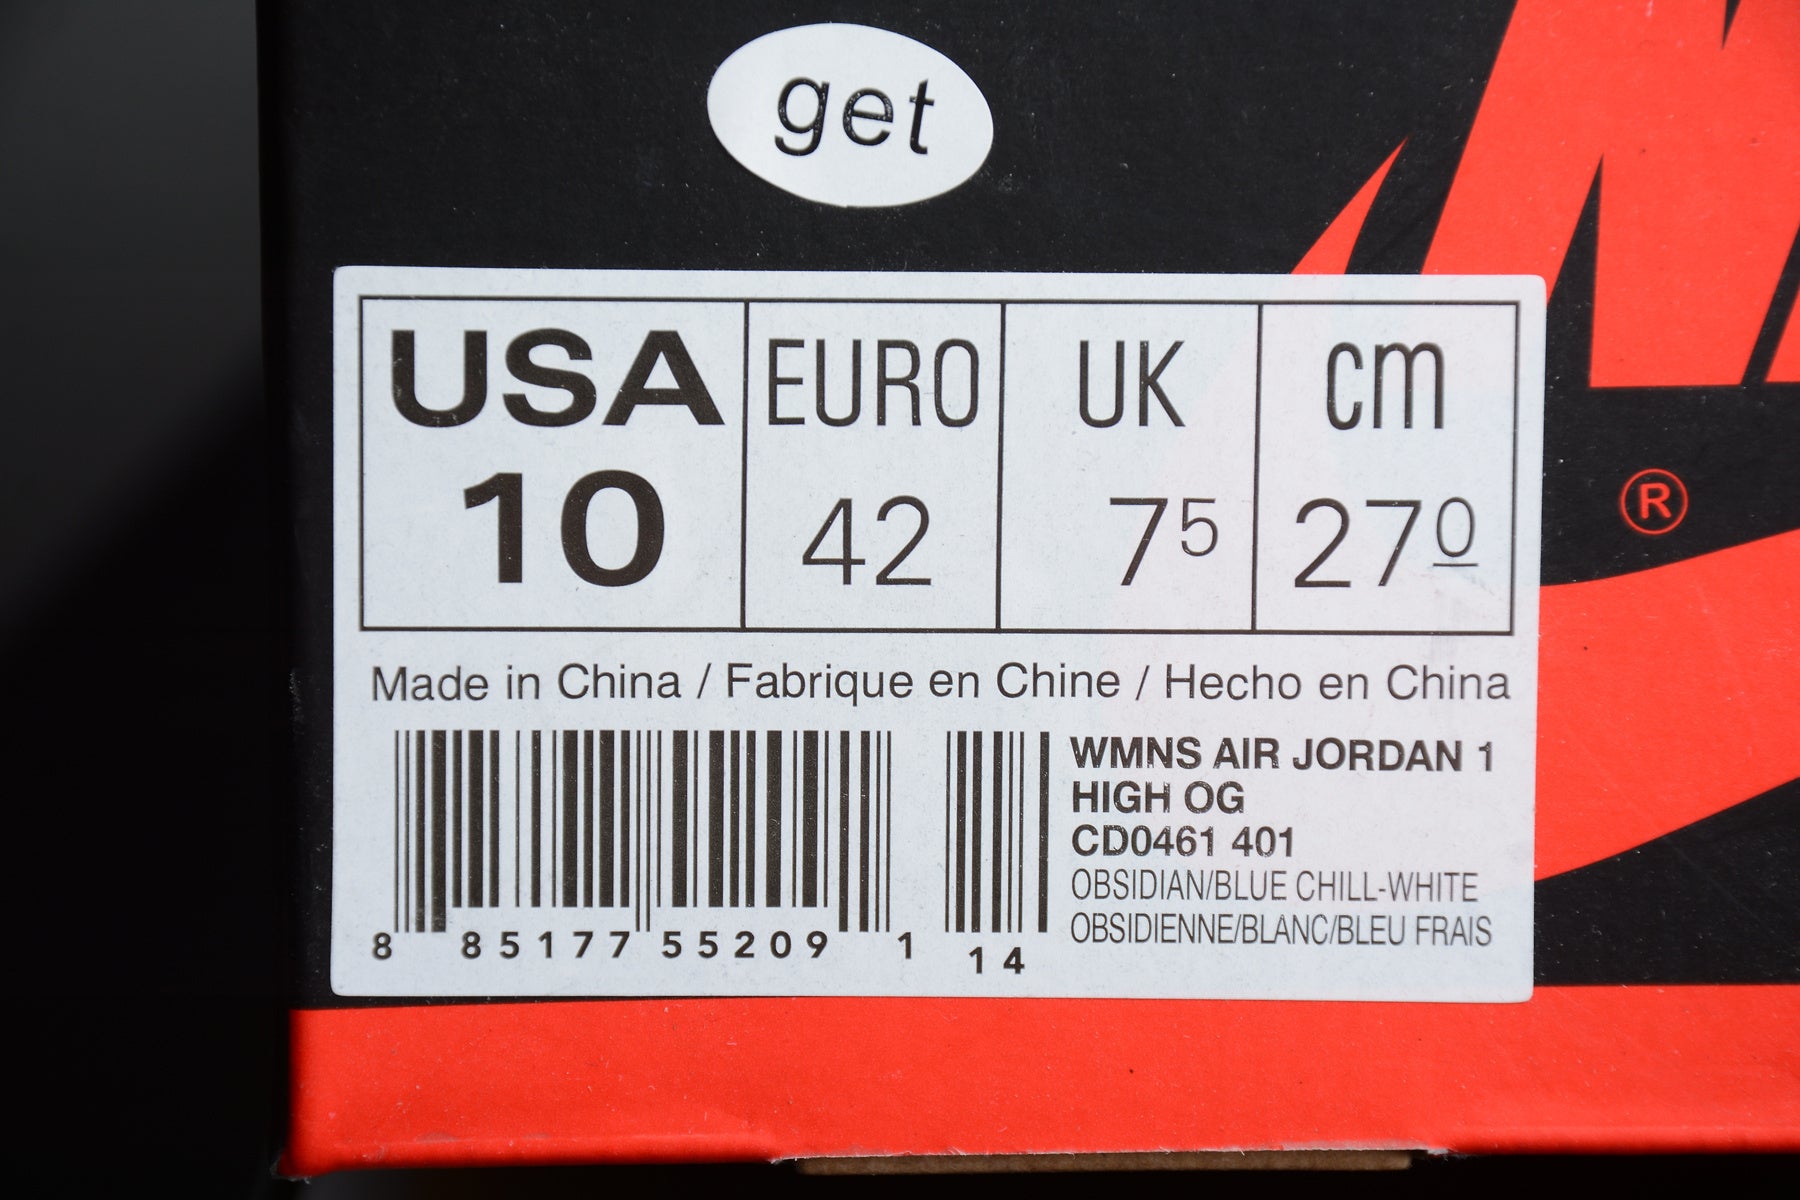 get
USA EURO UK cm
10 42 7⁵ 27⁰
Made in China / Fabrique en Chine / Hecho en China
WMNS AIR JORDAN 1
HIGH OG
CD0461 401
OBSIDIAN/BLUE CHILL-WHITE
OBSIDIENNE/BLANC/BLEU FRAIS
8 85177 55209 1 14
®